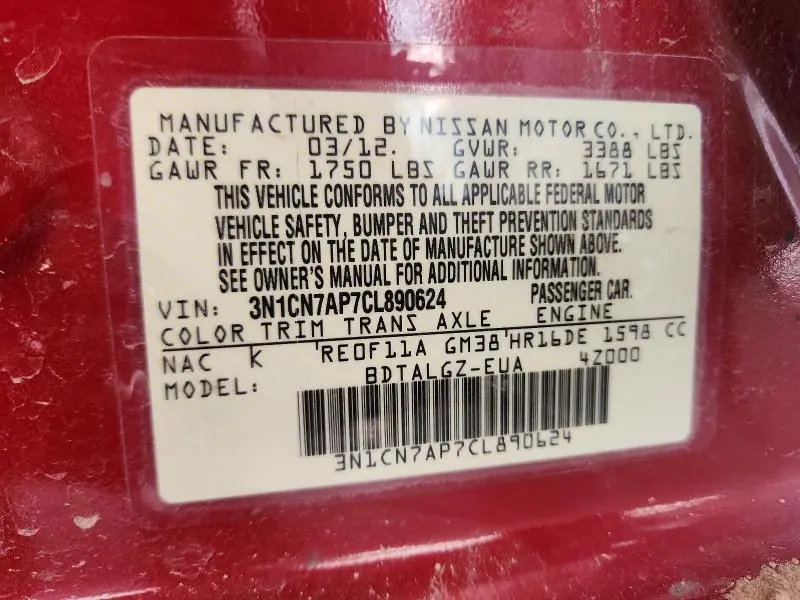 MANUFACTURED BY NISSAN MOTOR CO., LTD.
DATE: 03/12. GVWR: 3388 LBS
GAWR FR: 1750 LBS GAWR RR: 1671 LBS
THIS VEHICLE CONFORMS TO ALL APPLICABLE FEDERAL MOTOR
VEHICLE SAFETY, BUMPER AND THEFT PREVENTION STANDARDS
IN EFFECT ON THE DATE OF MANUFACTURE SHOWN ABOVE.
SEE OWNER'S MANUAL FOR ADDITIONAL INFORMATION.
VIN: 3N1CN7AP7CL890624 PASSENGER CAR.
COLOR TRIM TRANS AXLE ENGINE
NAC K 'REOF11A GM38'HR16DE 1598 CC
MODEL: BDTALGZ-EUA 4Z000
3N1CN7AP7CL890624